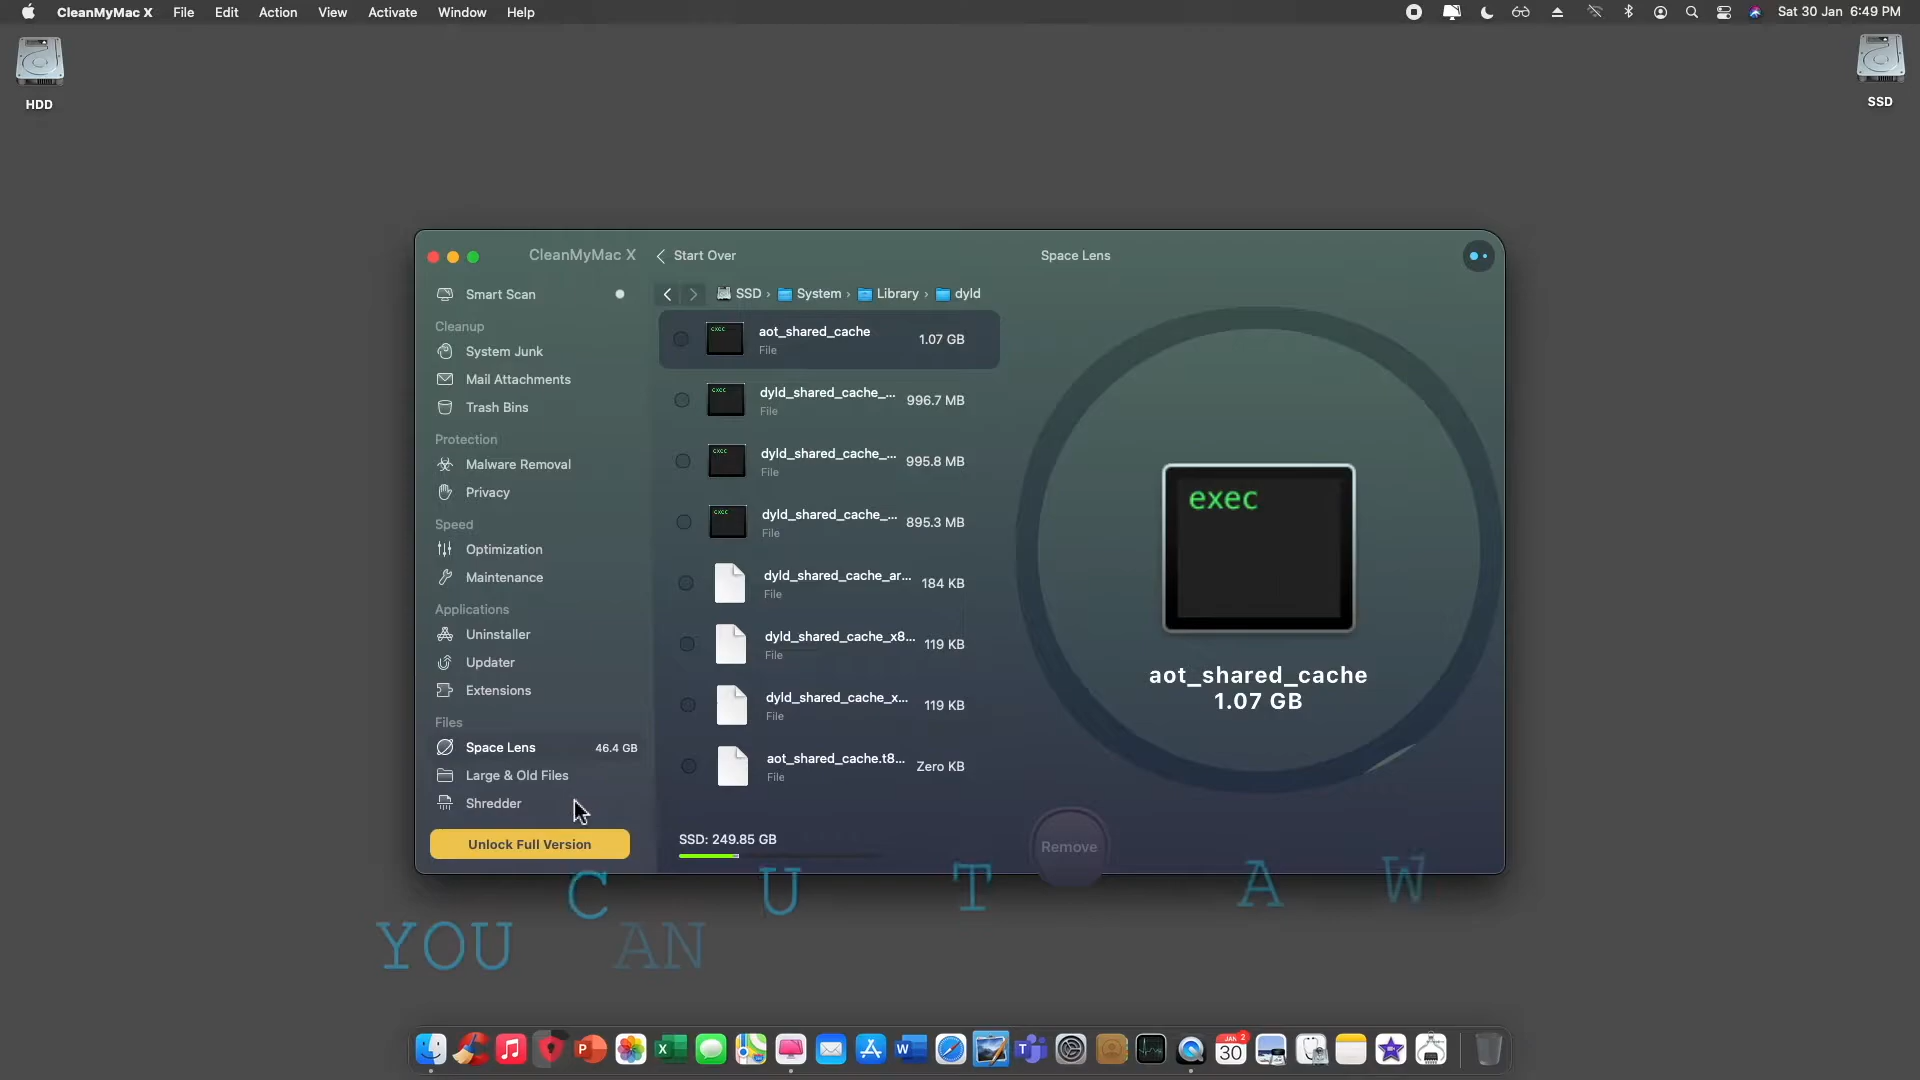 CleanMyMac X File Edit Action View Activate Window Help
Sat 30 Jan 6:49 PM
HDD
SSD
CleanMyMac X
Start Over
Space Lens
Smart Scan
SSD › System › Library › dyld
Cleanup
System Junk
Mail Attachments
Trash Bins
Protection
Malware Removal
Privacy
Speed
Optimization
Maintenance
Applications
Uninstaller
Updater
Extensions
Files
Space Lens 46.4 GB
Large & Old Files
Shredder
Unlock Full Version
aot_shared_cache 1.07 GB
File
dyld_shared_cache_... 996.7 MB
File
dyld_shared_cache_... 995.8 MB
File
dyld_shared_cache_... 895.3 MB
File
dyld_shared_cache_ar... 184 KB
File
dyld_shared_cache_x8... 119 KB
File
dyld_shared_cache_x... 119 KB
File
aot_shared_cache.t8... Zero KB
File
SSD: 249.85 GB
exec
aot_shared_cache
1.07 GB
Remove
C U T A W
YOU CAN
JAN 2
30